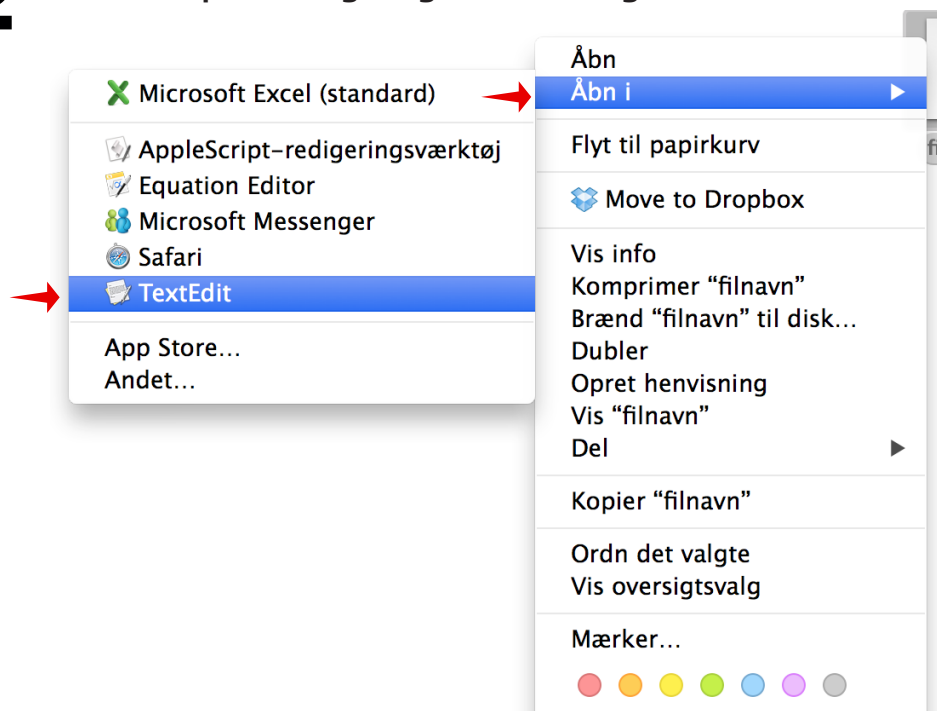 Microsoft Excel (standard)
AppleScript–redigeringsværktøj
Equation Editor
Microsoft Messenger
Safari
TextEdit
App Store…
Andet…
Åbn
Åbn i
Flyt til papirkurv
Move to Dropbox
Vis info
Komprimer “filnavn”
Brænd “filnavn” til disk…
Dubler
Opret henvisning
Vis “filnavn”
Del
Kopier “filnavn”
Ordn det valgte
Vis oversigtsvalg
Mærker…